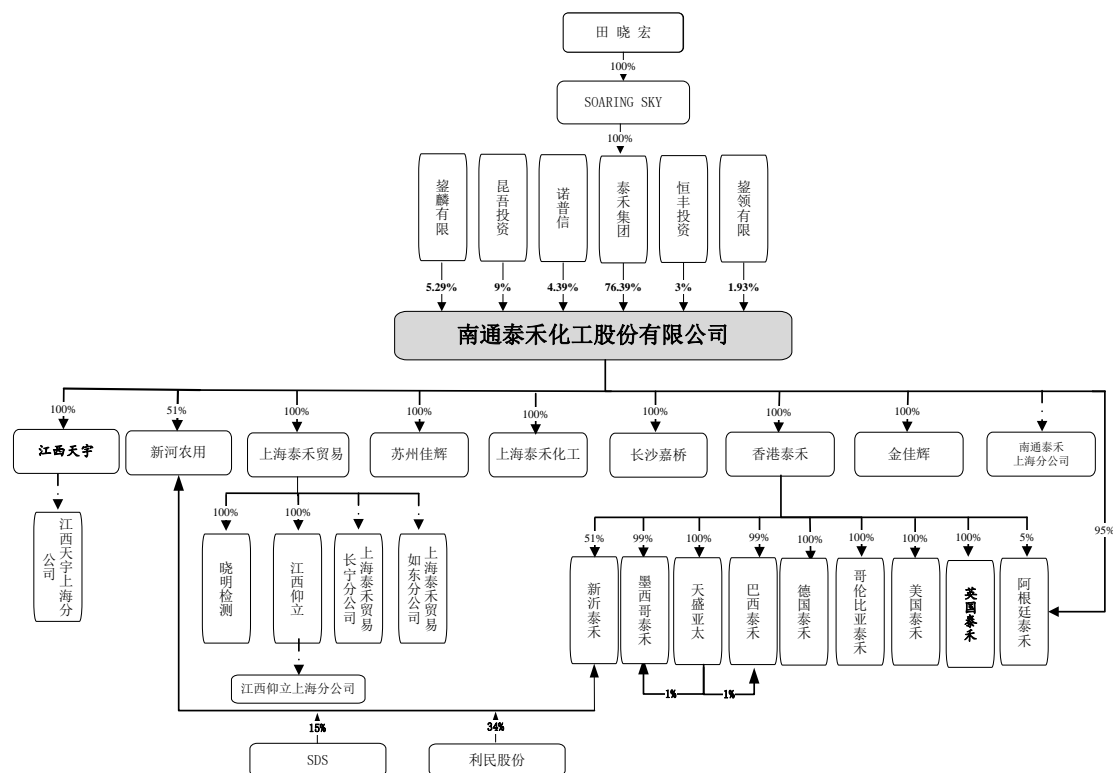 田 晓 宏
100%
SOARING SKY
100%
鋆麟有限
昆吾投资
诺普信
泰禾集团
恒丰投资
鋆领有限
5.29%
9%
4.39%
76.39%
3%
1.93%
南通泰禾化工股份有限公司
100%
51%
100%
100%
100%
100%
100%
100%
江西天宇
新河农用
上海泰禾贸易
苏州佳辉
上海泰禾化工
长沙嘉桥
香港泰禾
金佳辉
南通泰禾
上海分公司
100%
100%
51%
99%
100%
99%
100%
100%
100%
100%
5%
95%
江西天宇上海分
公司
晓明检测
江西仰立
上海泰禾贸易
长宁分公司
上海泰禾贸易
如东分公司
新沂泰禾
墨西哥泰禾
天盛亚太
巴西泰禾
德国泰禾
哥伦比亚泰禾
美国泰禾
英国泰禾
阿根廷泰禾
江西仰立上海分公司
1%
1%
15%
34%
SDS
利民股份